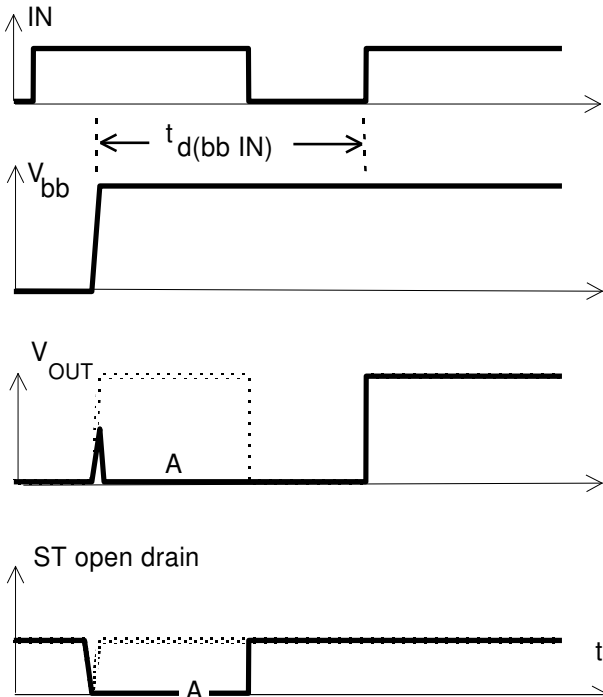 IN
t d(bb IN)
V bb
V OUT
A
ST open drain
t
A